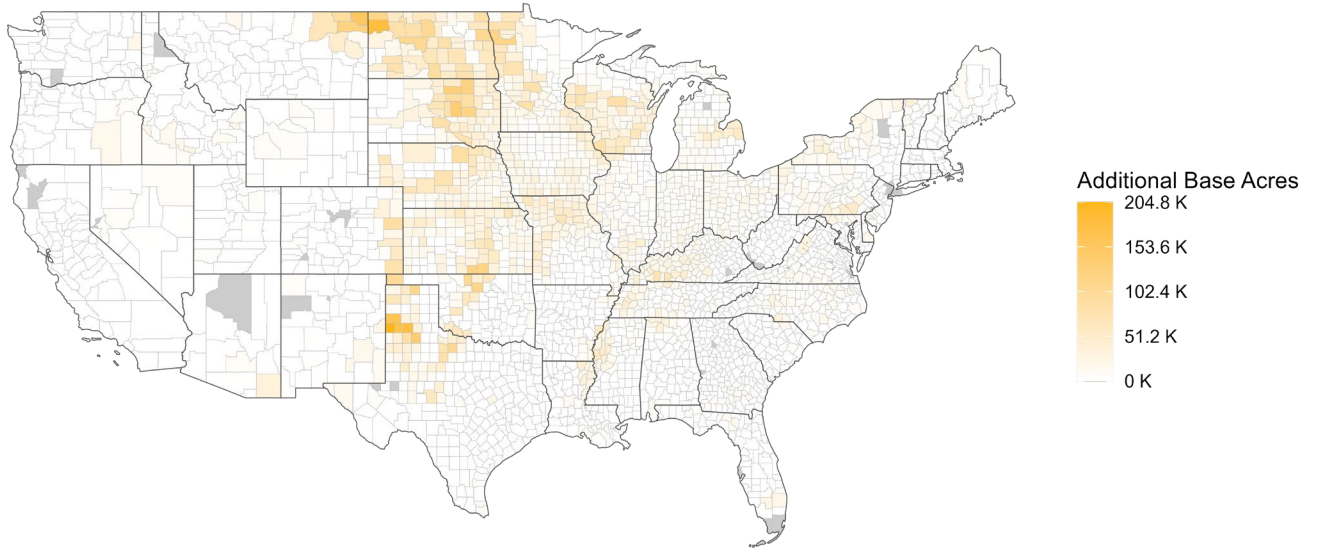 Additional Base Acres
204.8 K
153.6 K
102.4 K
51.2 K
0 K